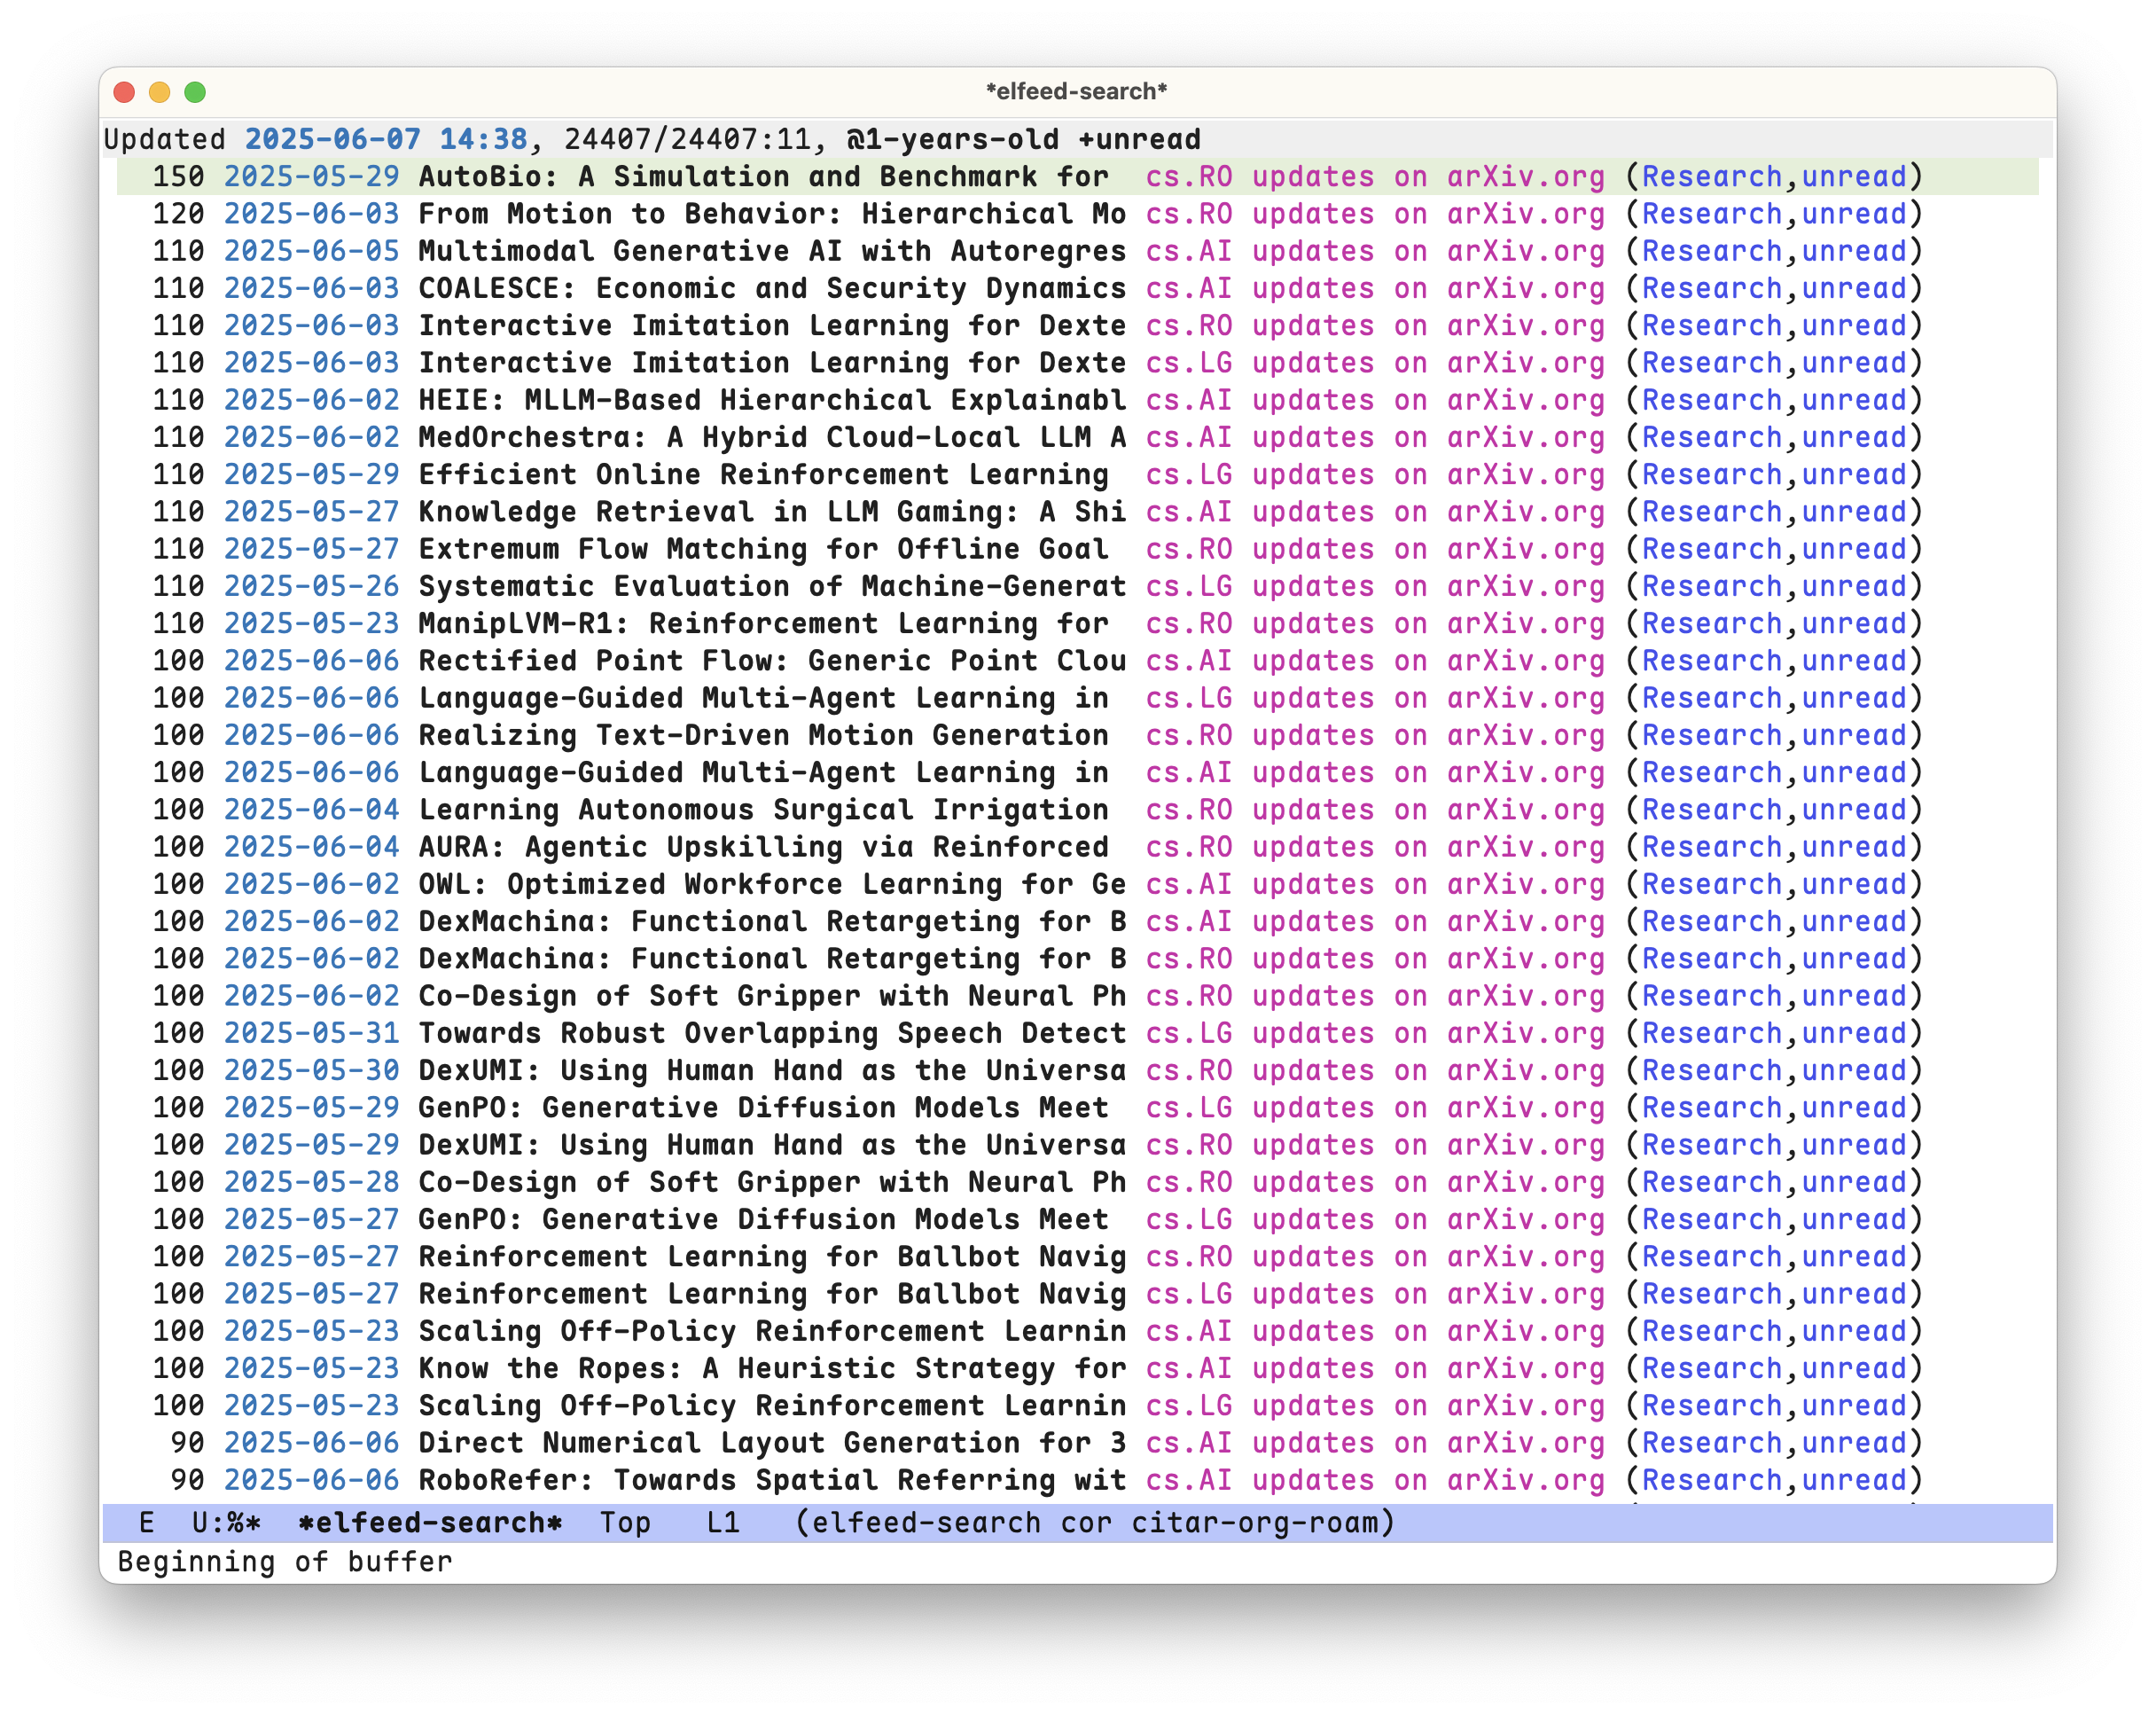 *elfeed-search*
Updated 2025-06-07 14:38, 24407/24407:11, @1-years-old +unread
150 2025-05-29 AutoBio: A Simulation and Benchmark for cs.RO updates on arXiv.org (Research,unread)
120 2025-06-03 From Motion to Behavior: Hierarchical Mo cs.RO updates on arXiv.org (Research,unread)
110 2025-06-05 Multimodal Generative AI with Autoregres cs.AI updates on arXiv.org (Research,unread)
110 2025-06-03 COALESCE: Economic and Security Dynamics cs.AI updates on arXiv.org (Research,unread)
110 2025-06-03 Interactive Imitation Learning for Dexte cs.RO updates on arXiv.org (Research,unread)
110 2025-06-03 Interactive Imitation Learning for Dexte cs.LG updates on arXiv.org (Research,unread)
110 2025-06-02 HEIE: MLLM-Based Hierarchical Explainabl cs.AI updates on arXiv.org (Research,unread)
110 2025-06-02 MedOrchestra: A Hybrid Cloud-Local LLM A cs.AI updates on arXiv.org (Research,unread)
110 2025-05-29 Efficient Online Reinforcement Learning cs.LG updates on arXiv.org (Research,unread)
110 2025-05-27 Knowledge Retrieval in LLM Gaming: A Shi cs.AI updates on arXiv.org (Research,unread)
110 2025-05-27 Extremum Flow Matching for Offline Goal cs.RO updates on arXiv.org (Research,unread)
110 2025-05-26 Systematic Evaluation of Machine-Generat cs.LG updates on arXiv.org (Research,unread)
110 2025-05-23 ManipLVM-R1: Reinforcement Learning for cs.RO updates on arXiv.org (Research,unread)
100 2025-06-06 Rectified Point Flow: Generic Point Clou cs.AI updates on arXiv.org (Research,unread)
100 2025-06-06 Language-Guided Multi-Agent Learning in cs.LG updates on arXiv.org (Research,unread)
100 2025-06-06 Realizing Text-Driven Motion Generation cs.RO updates on arXiv.org (Research,unread)
100 2025-06-06 Language-Guided Multi-Agent Learning in cs.AI updates on arXiv.org (Research,unread)
100 2025-06-04 Learning Autonomous Surgical Irrigation cs.RO updates on arXiv.org (Research,unread)
100 2025-06-04 AURA: Agentic Upskilling via Reinforced cs.RO updates on arXiv.org (Research,unread)
100 2025-06-02 OWL: Optimized Workforce Learning for Ge cs.AI updates on arXiv.org (Research,unread)
100 2025-06-02 DexMachina: Functional Retargeting for B cs.AI updates on arXiv.org (Research,unread)
100 2025-06-02 DexMachina: Functional Retargeting for B cs.RO updates on arXiv.org (Research,unread)
100 2025-06-02 Co-Design of Soft Gripper with Neural Ph cs.RO updates on arXiv.org (Research,unread)
100 2025-05-31 Towards Robust Overlapping Speech Detect cs.LG updates on arXiv.org (Research,unread)
100 2025-05-30 DexUMI: Using Human Hand as the Universa cs.RO updates on arXiv.org (Research,unread)
100 2025-05-29 GenPO: Generative Diffusion Models Meet cs.LG updates on arXiv.org (Research,unread)
100 2025-05-29 DexUMI: Using Human Hand as the Universa cs.RO updates on arXiv.org (Research,unread)
100 2025-05-28 Co-Design of Soft Gripper with Neural Ph cs.RO updates on arXiv.org (Research,unread)
100 2025-05-27 GenPO: Generative Diffusion Models Meet cs.LG updates on arXiv.org (Research,unread)
100 2025-05-27 Reinforcement Learning for Ballbot Navig cs.RO updates on arXiv.org (Research,unread)
100 2025-05-27 Reinforcement Learning for Ballbot Navig cs.LG updates on arXiv.org (Research,unread)
100 2025-05-23 Scaling Off-Policy Reinforcement Learnin cs.AI updates on arXiv.org (Research,unread)
100 2025-05-23 Know the Ropes: A Heuristic Strategy for cs.AI updates on arXiv.org (Research,unread)
100 2025-05-23 Scaling Off-Policy Reinforcement Learnin cs.LG updates on arXiv.org (Research,unread)
90 2025-06-06 Direct Numerical Layout Generation for 3 cs.AI updates on arXiv.org (Research,unread)
90 2025-06-06 RoboRefer: Towards Spatial Referring wit cs.AI updates on arXiv.org (Research,unread)
E U:%* *elfeed-search* Top L1 (elfeed-search cor citar-org-roam)
Beginning of buffer